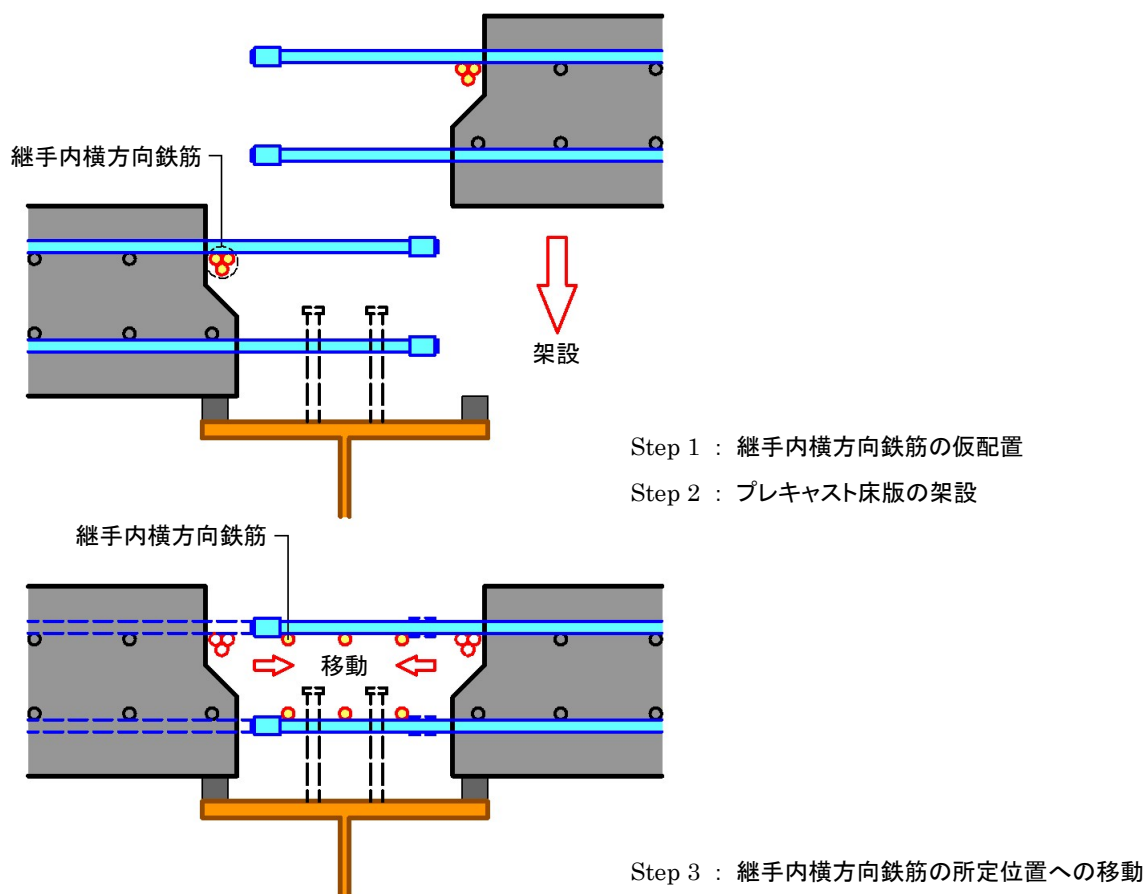 継手内横方向鉄筋
架設
Step 1 : 継手内横方向鉄筋の仮配置
Step 2 : プレキャスト床版の架設
継手内横方向鉄筋
移動
Step 3 : 継手内横方向鉄筋の所定位置への移動